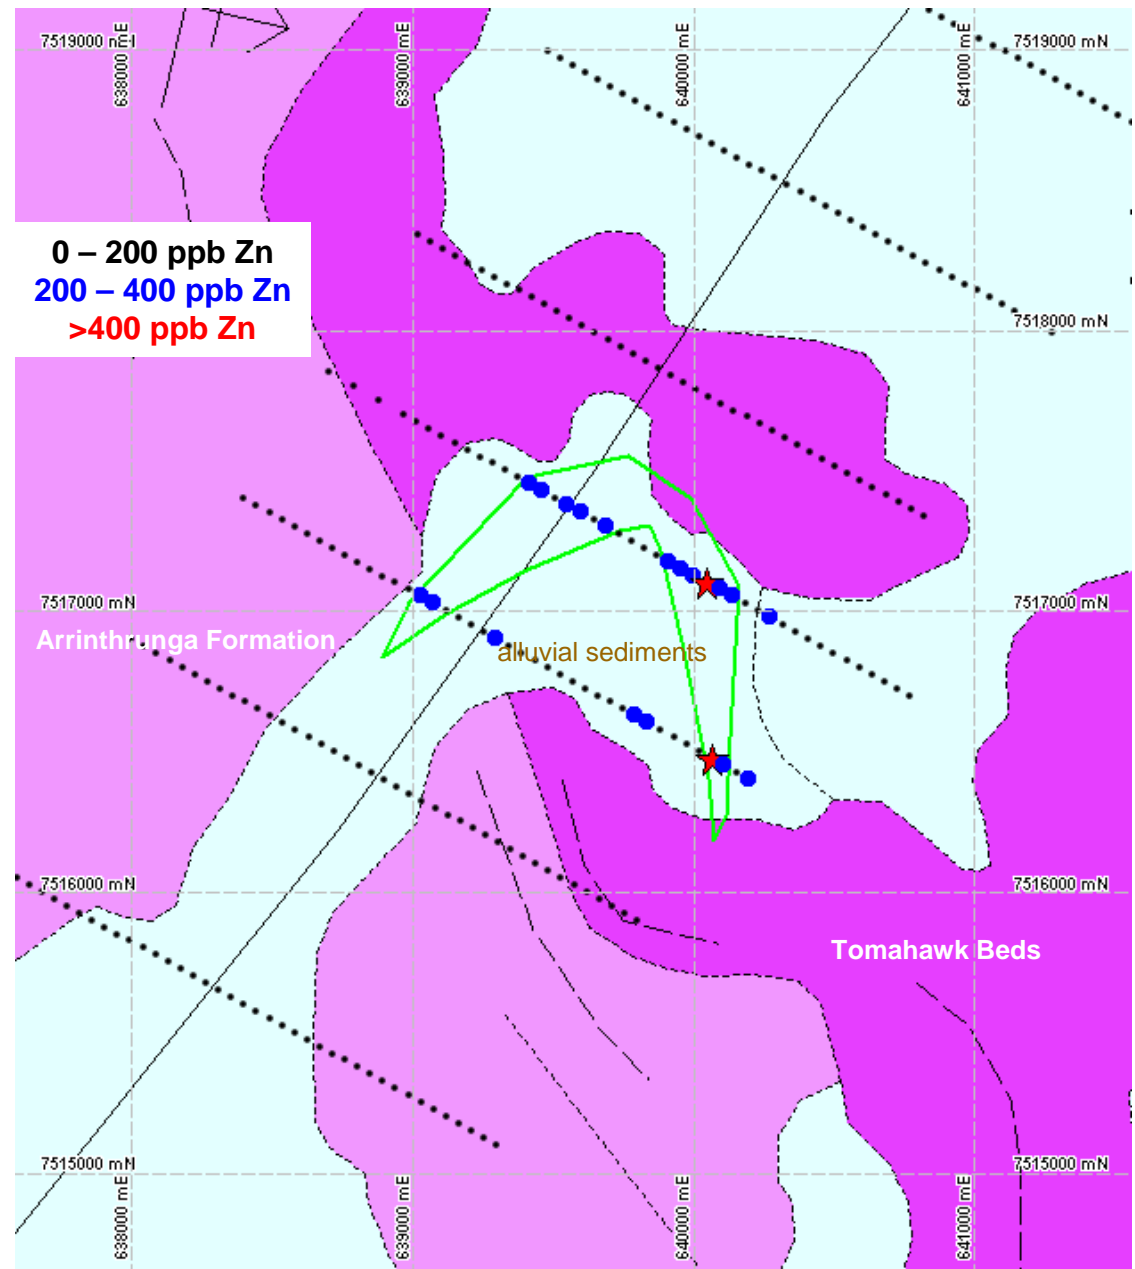 7519000 mE
638000 mE
639000 mE
640000 mE
641000 mE
7519000 mN
0 – 200 ppb Zn
200 – 400 ppb Zn
>400 ppb Zn
7518000 mN
7517000 mN
7517000 mN
Arrinthrunga Formation
alluvial sediments
7516000 mN
7516000 mN
Tomahawk Beds
7515000 mN
7515000 mN
638000 mE
639000 mE
640000 mE
641000 mE